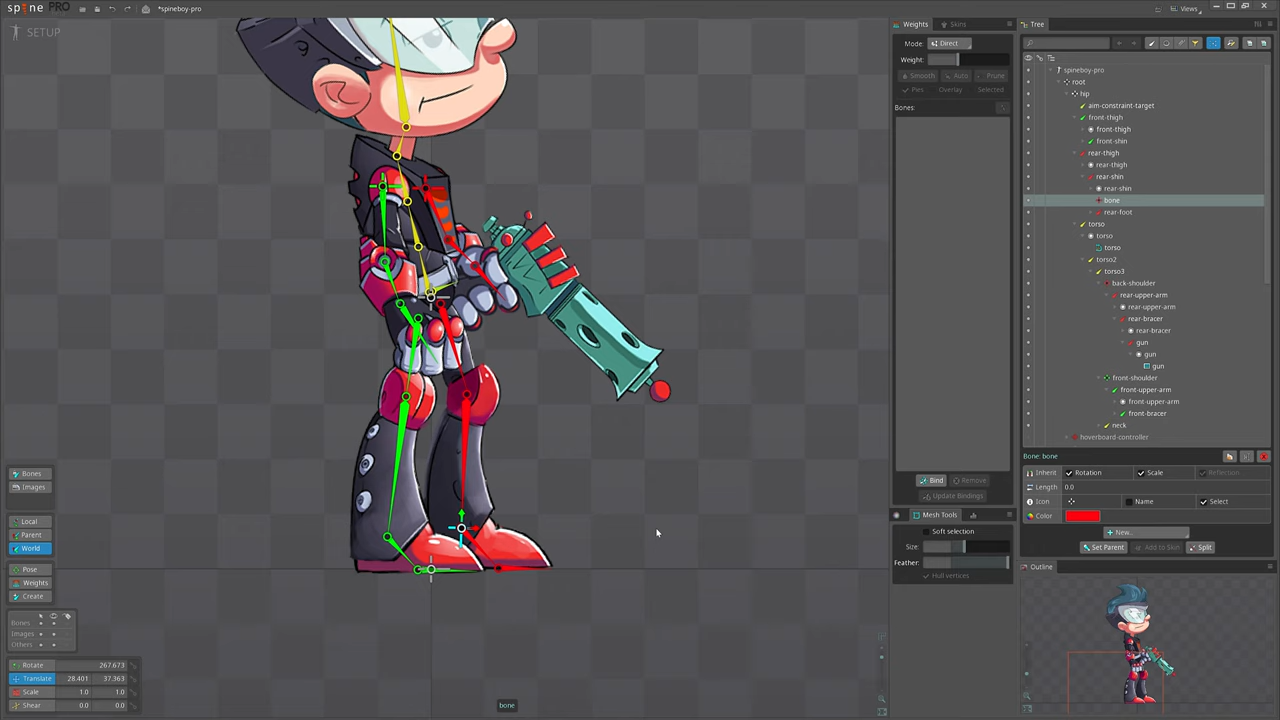 spine PRO
*spineboy-pro
Views
SETUP
Weights
Skins
Tree
Mode:
Direct
Weight:
Smooth
Auto
Prune
Pies
Overlay
Selected
Bones:
Bind
Remove
Update Bindings
Mesh Tools
Soft selection
Size:
Feather:
Hull vertices
spineboy-pro
root
hip
aim-constraint-target
front-thigh
front-thigh
front-shin
rear-thigh
rear-thigh
rear-shin
rear-shin
bone
rear-foot
torso
torso
torso
torso2
torso3
back-shoulder
rear-upper-arm
rear-upper-arm
rear-bracer
rear-bracer
gun
gun
gun
front-shoulder
front-upper-arm
front-upper-arm
front-bracer
neck
hoverboard-controller
Bone: bone
Inherit
Rotation
Scale
Reflection
Length
0.0
Icon
Name
Select
Color
New...
Set Parent
Add to Skin
Split
Outline
Bones
Images
Local
Parent
World
Pose
Weights
Create
Bones
Images
Others
Rotate
267.673
Translate
28.401
37.363
Scale
1.0
1.0
Shear
0.0
0.0
bone